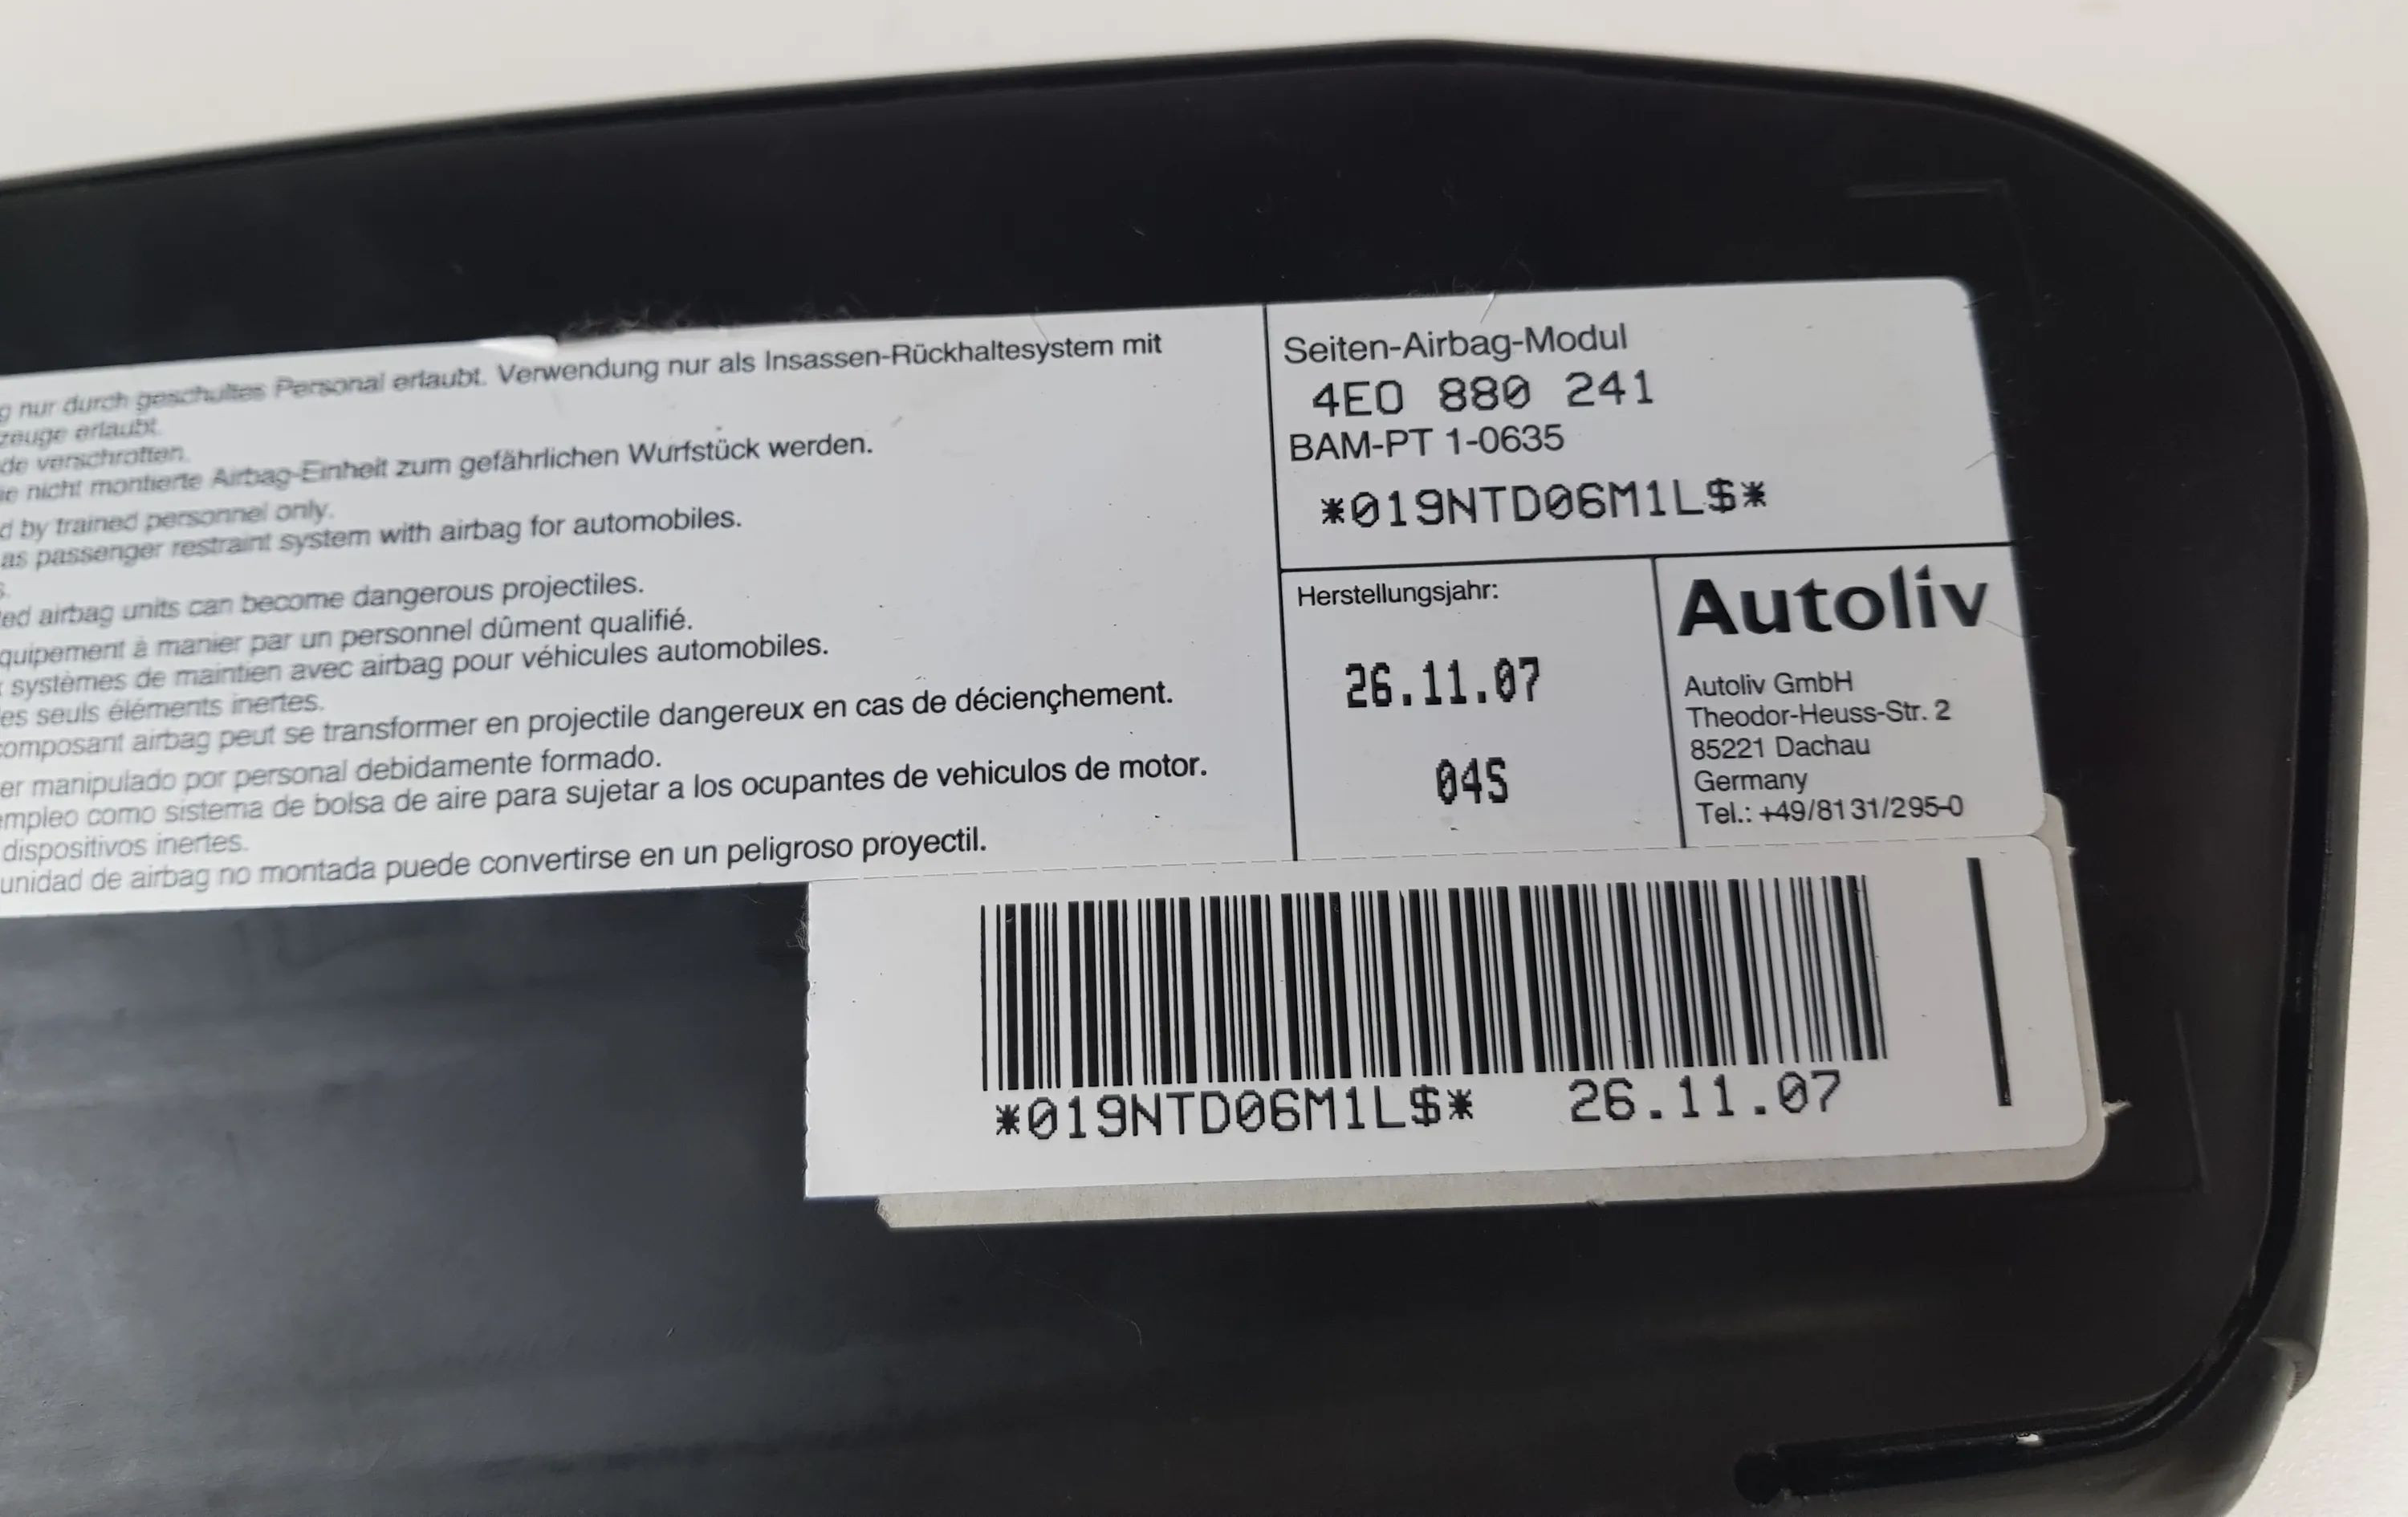 g nur durch geschultes Personal erlaubt. Verwendung nur als Insassen-Rückhaltesystem mit
zeuge erlaubt.
de verschrotten.
ie nicht montierte Airbag-Einheit zum gefährlichen Wurfstück werden.
d by trained personnel only.
as passenger restraint system with airbag for automobiles.
s.
ed airbag units can become dangerous projectiles.
quipement à manier par un personnel dûment qualifié.
systèmes de maintien avec airbag pour véhicules automobiles.
es seuls éléments inertes.
omposant airbag peut se transformer en projectile dangereux en cas de décienҫhement.
er manipulado por personal debidamente formado.
mpleo como sistema de bolsa de aire para sujetar a los ocupantes de vehiculos de motor.
dispositivos inertes.
unidad de airbag no montada puede convertirse en un peligroso proyectil.
Seiten-Airbag-Modul
4E0 880 241
BAM-PT 1-0635
*019NTD06M1L$*
Herstellungsjahr:
26.11.07
04S
Autoliv
Autoliv GmbH
Theodor-Heuss-Str. 2
85221 Dachau
Germany
Tel.: +49/8131/295-0
*019NTD06M1L$* 26.11.07